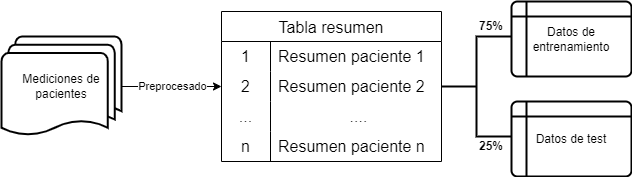 Mediciones de
pacientes
Preprocesado
Tabla resumen
1 Resumen paciente 1
2 Resumen paciente 2
... ....
n Resumen paciente n
75%
Datos de
entrenamiento
25%
Datos de test